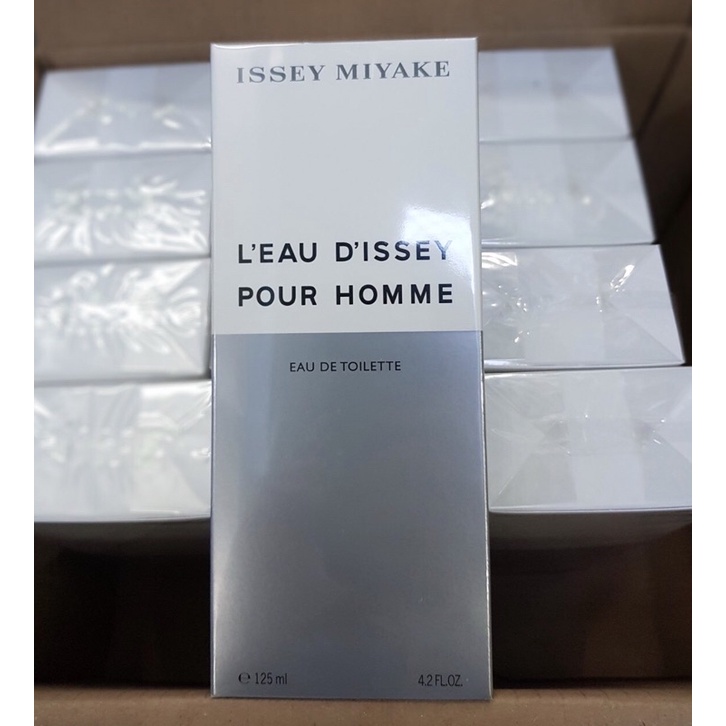 ISSEY MIYAKE
L'EAU D'ISSEY
POUR HOMME
EAU DE TOILETTE
℮ 125 ml 4.2 FL.OZ.